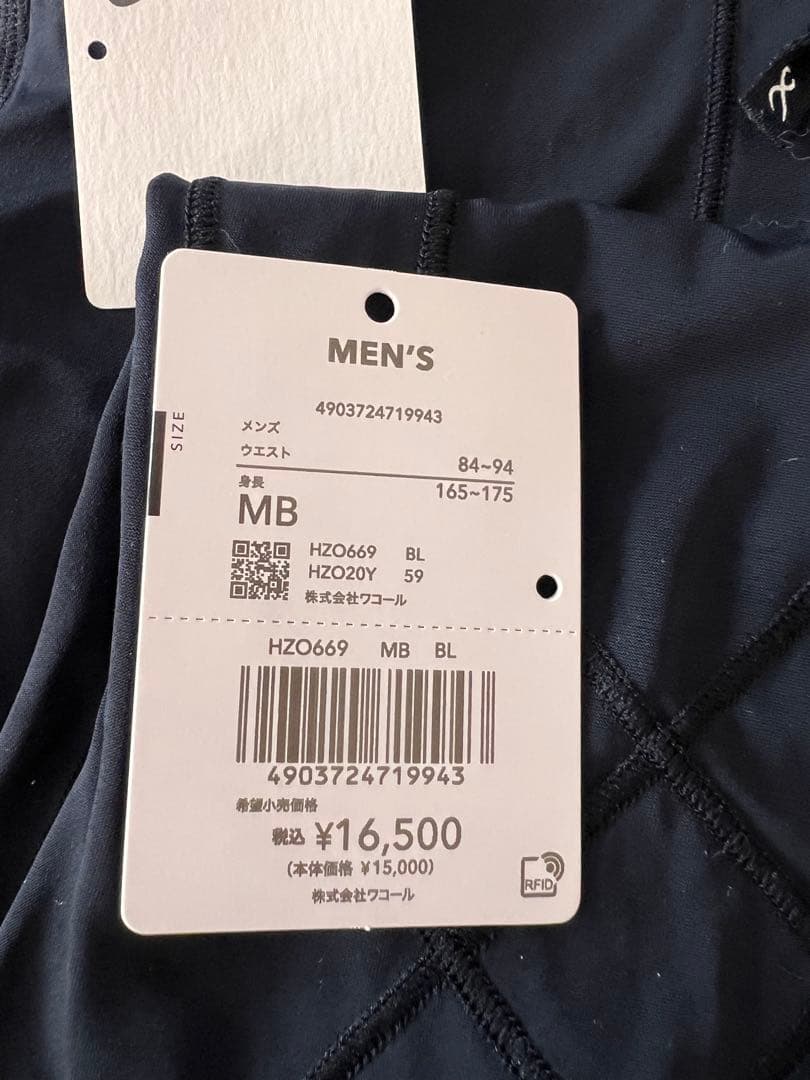 MEN'S
4903724719943
SIZE
メンズ
ウエスト 84~94
身長 165~175
MB
HZO669 BL
HZO20Y 59
株式会社ワコール
HZO669 MB BL
4903724719943
希望小売価格
税込 ¥16,500
(本体価格 ¥15,000)
株式会社ワコール
RFID